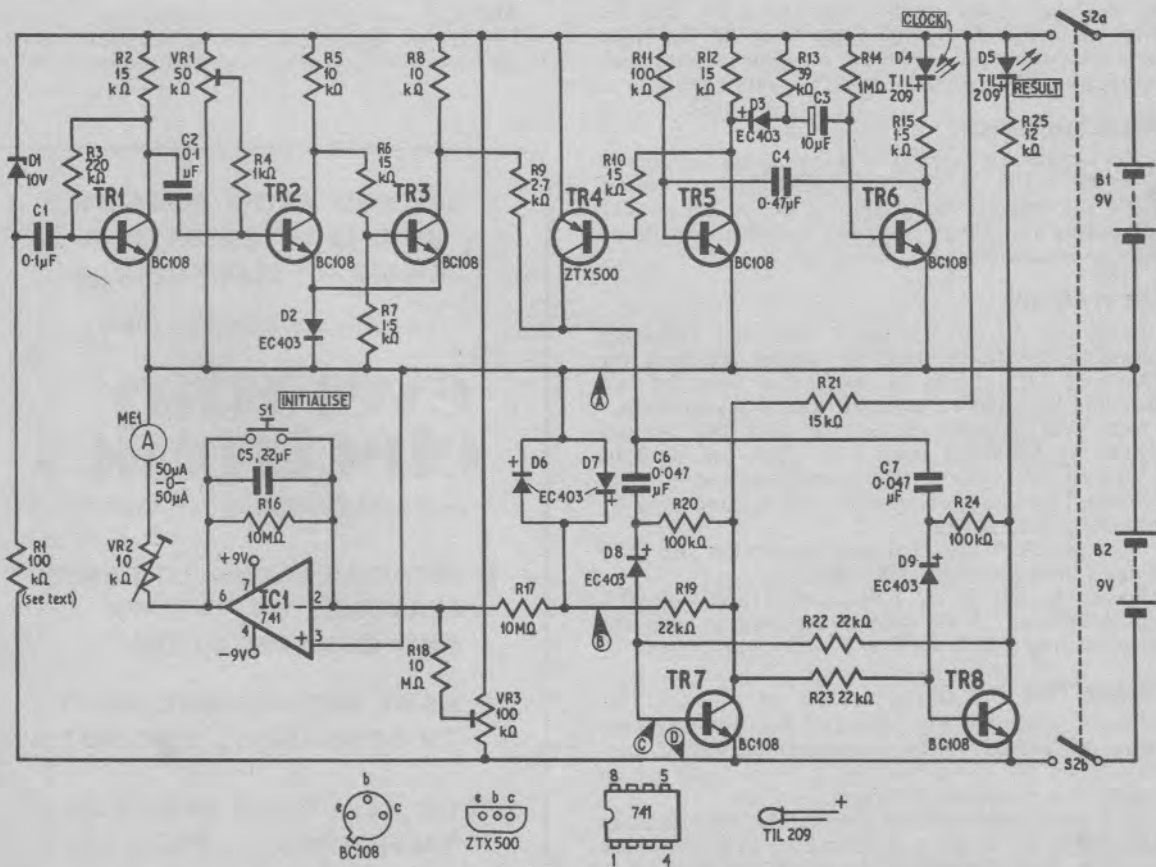 S2a
CLOCK
R2
15
kΩ
VR1
50
kΩ
R5
10
kΩ
R8
10
kΩ
R11
100
kΩ
R12
15
kΩ
R13
39
kΩ
R14
1MΩ
D4
TIL
209
D5
TIL
209
RESULT
D3
EC403
C3
10μF
R15
1·5
kΩ
R25
12
kΩ
D1
10V
R3
220
kΩ
C2
0·1
μF
R4
1kΩ
R6
15
kΩ
R9
2·7
kΩ
R10
15
kΩ
C4
0·47μF
B1
9V
C1
0·1μF
TR1
BC108
TR2
BC108
TR3
BC108
TR4
ZTX500
TR5
BC108
TR6
BC108
D2
EC403
R7
1·5
kΩ
A
R21
15kΩ
INITIALISE
S1
ME1
A
50μA
-0-
50μA
C5, 22μF
R16
10MΩ
D6
D7
EC403
C6
0·047
μF
R20
100kΩ
C7
0·047
μF
R24
100kΩ
B2
9V
R1
100
kΩ
(see text)
VR2
10
kΩ
+9V
7
6
IC1
741
2
3
4
-9V
D8
EC403
D9
EC403
R17
10MΩ
B
R19
22kΩ
R22 22kΩ
R18
10
MΩ
VR3
100
kΩ
TR7
BC108
R23 22kΩ
TR8
BC108
C
D
S2b
b
e
c
BC108
e b c
ZTX500
8
5
741
1
4
+
TIL 209